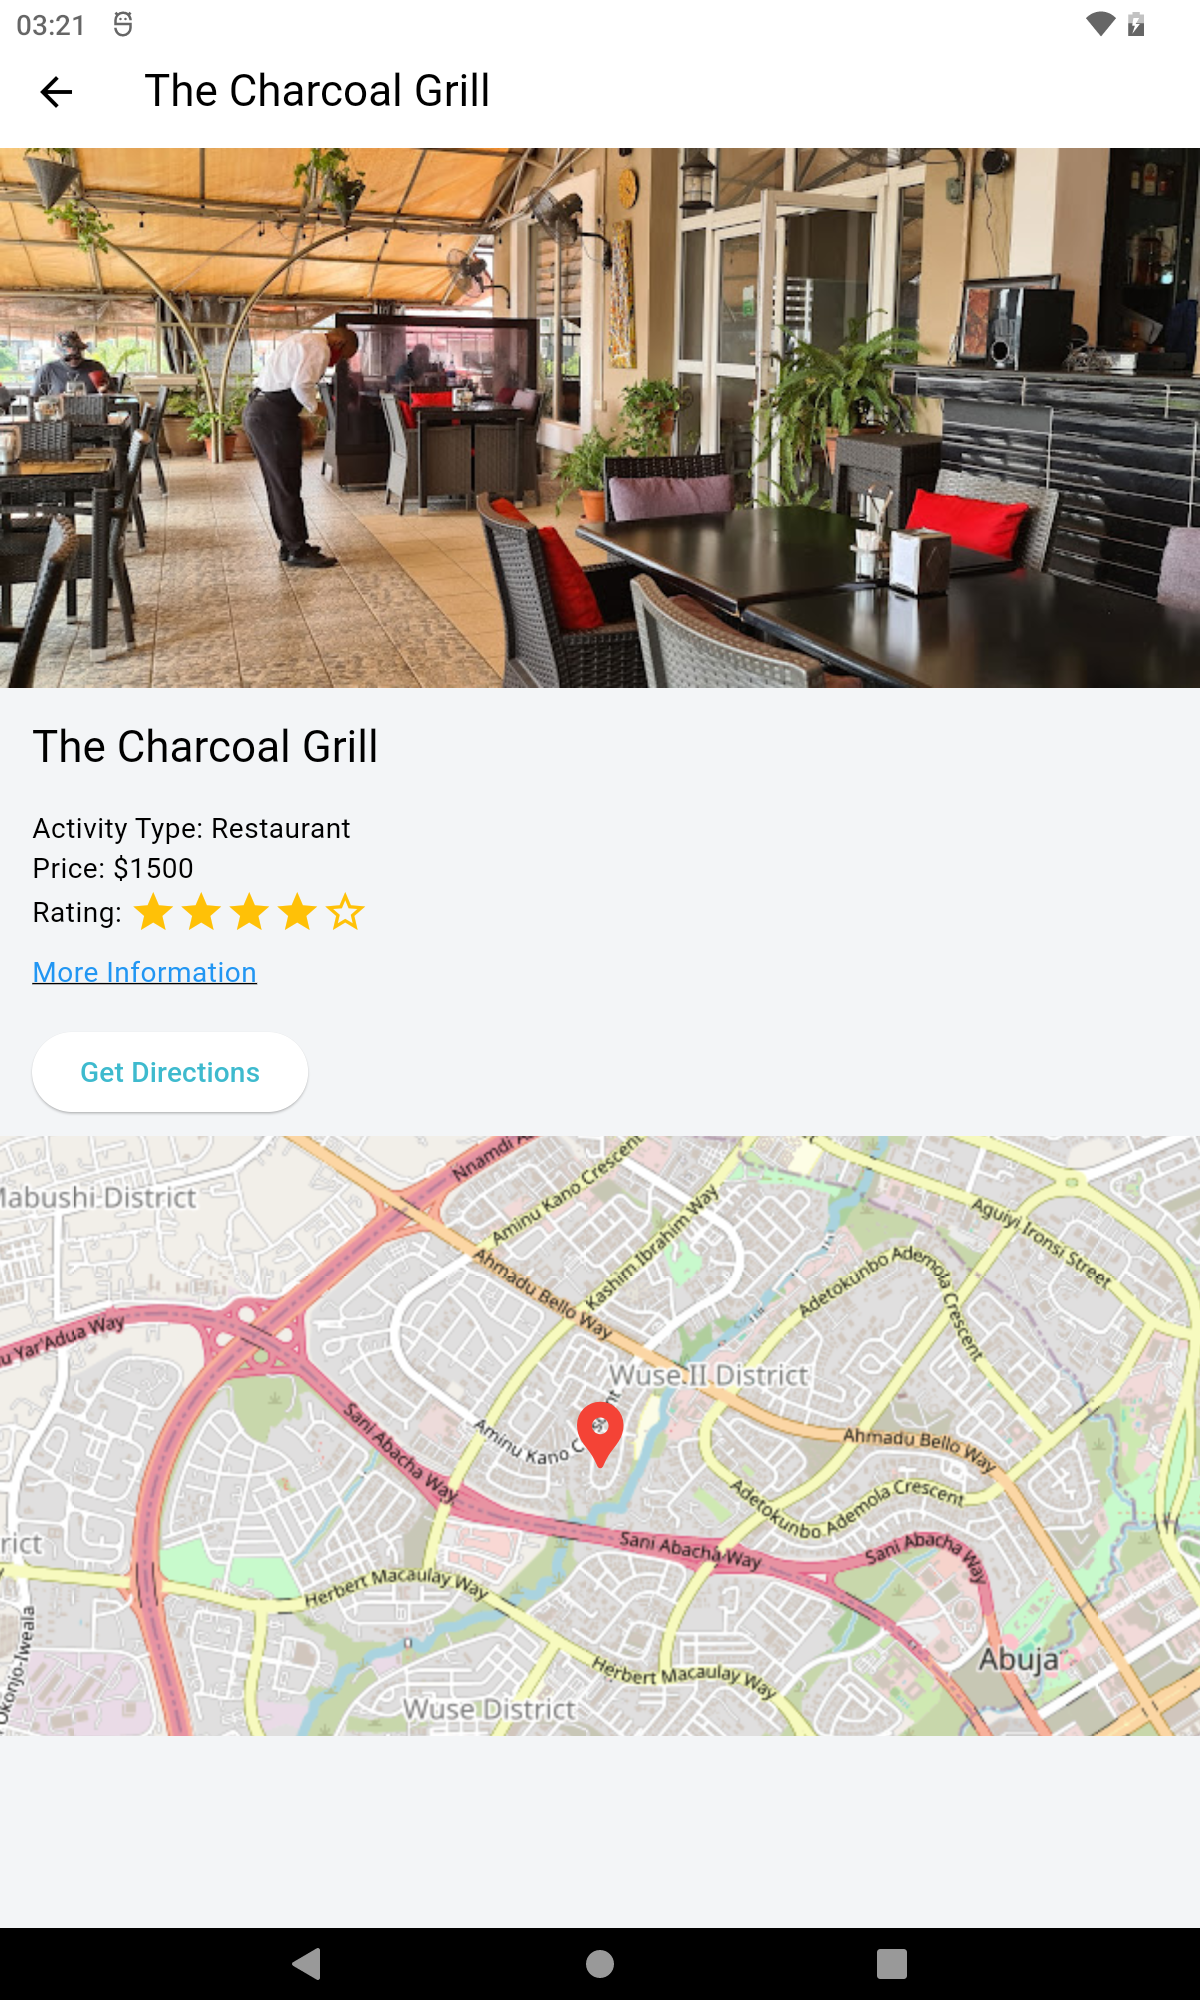 03:21
The Charcoal Grill
The Charcoal Grill
Activity Type: Restaurant
Price: $1500
Rating:
More Information
Get Directions
Nnamdi
Mabushi District
Aminu Kano Crescent
Kashim Ibrahim Way
Aguiyi Ironsi Street
Ahmadu Bello Way
Adetokunbo Ademola Crescent
u Yar'Adua Way
Wuse II District
Sani Abacha Way
Aminu Kano C nt
Ahmadu Bello Way
Adetokunbo Ademola Crescent
rict
Sani Abacha Way
Sani Abacha Way
Herbert Macaulay Way
Okonjo-Iweala
Abuja
Herbert Macaulay Way
Wuse District